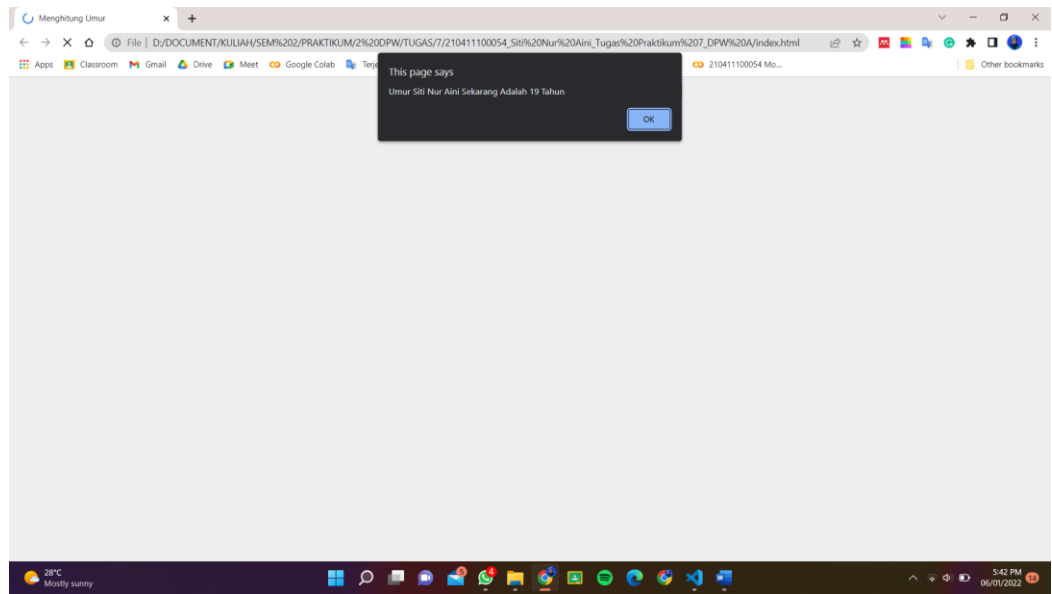 Menghitung Umur
File | D:/DOCUMENT/KULIAH/SEM%202/PRAKTIKUM/2%20DPW/TUGAS/7/210411100054_Siti%20Nur%20Aini_Tugas%20Praktikum%207_DPW%20A/index.html
Apps Classroom M Gmail Drive Meet Google Colab Terje 210411100054 Mo... Other bookmarks
This page says
Umur Siti Nur Aini Sekarang Adalah 19 Tahun
OK
28°C
Mostly sunny
5:42 PM
06/01/2022